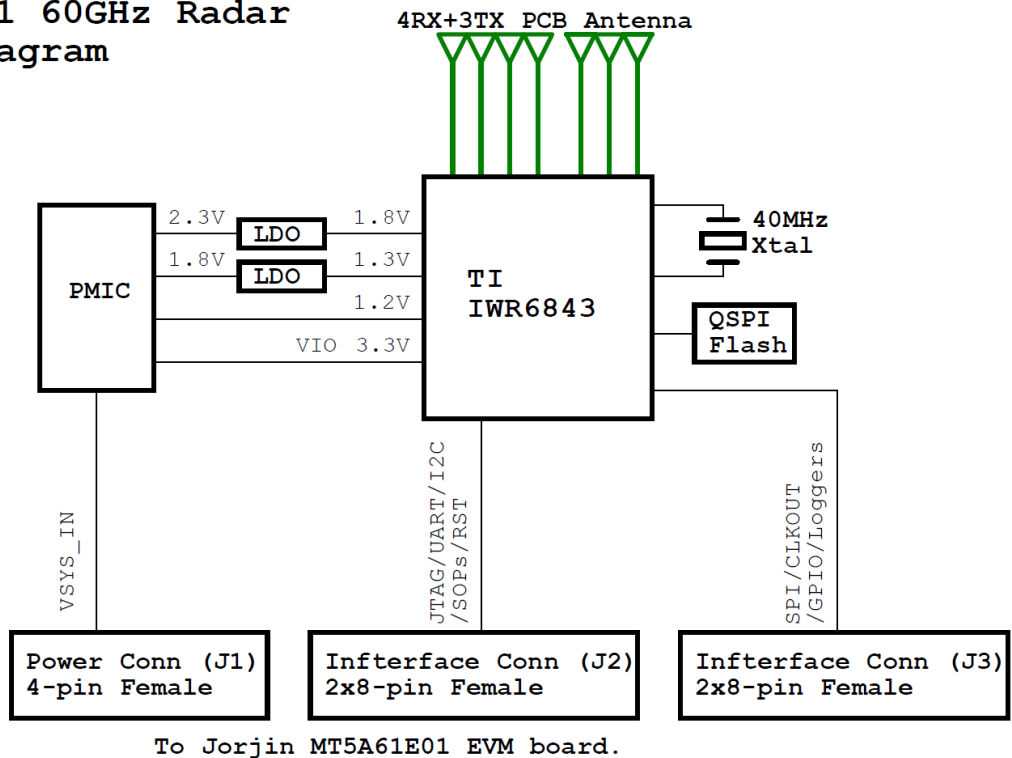 1 60GHz Radar
agram
4RX+3TX PCB Antenna
2.3V
LDO
1.8V
1.8V
LDO
1.3V
1.2V
VIO 3.3V
PMIC
TI
IWR6843
40MHz
Xtal
QSPI
Flash
VSYS_IN
JTAG/UART/I2C
/SOPs/RST
SPI/CLKOUT
/GPIO/Loggers
Power Conn (J1)
4-pin Female
Infterface Conn (J2)
2x8-pin Female
Infterface Conn (J3)
2x8-pin Female
To Jorjin MT5A61E01 EVM board.